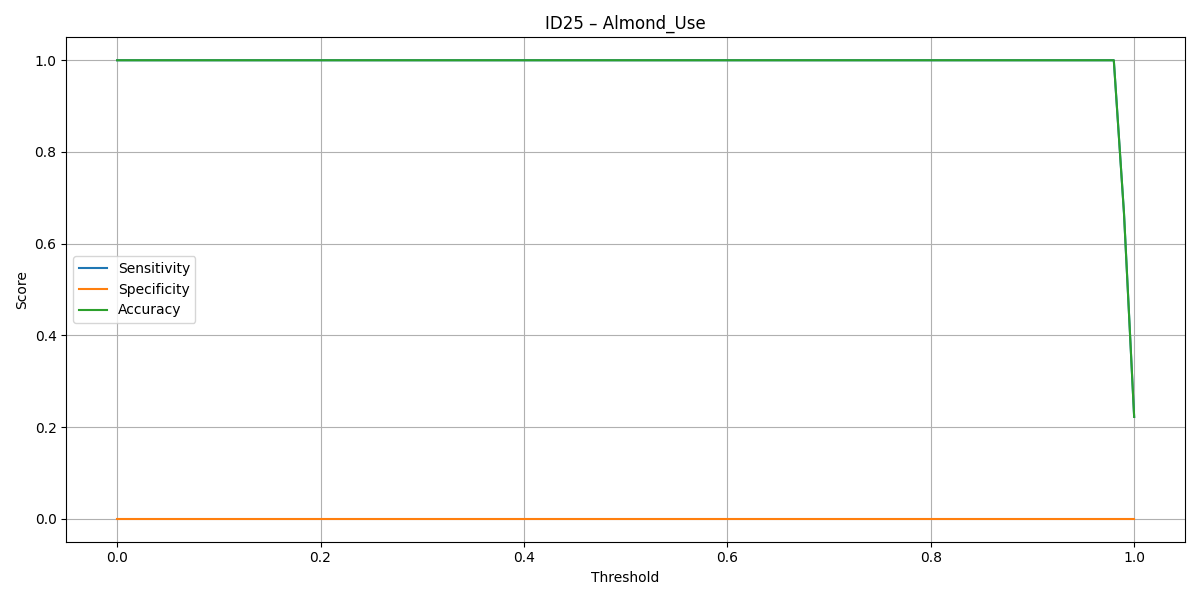 ID25 – Almond_Use
1.0
0.8
0.6
0.4
0.2
0.0
Score
Sensitivity
Specificity
Accuracy
0.0 0.2 0.4 0.6 0.8 1.0
Threshold